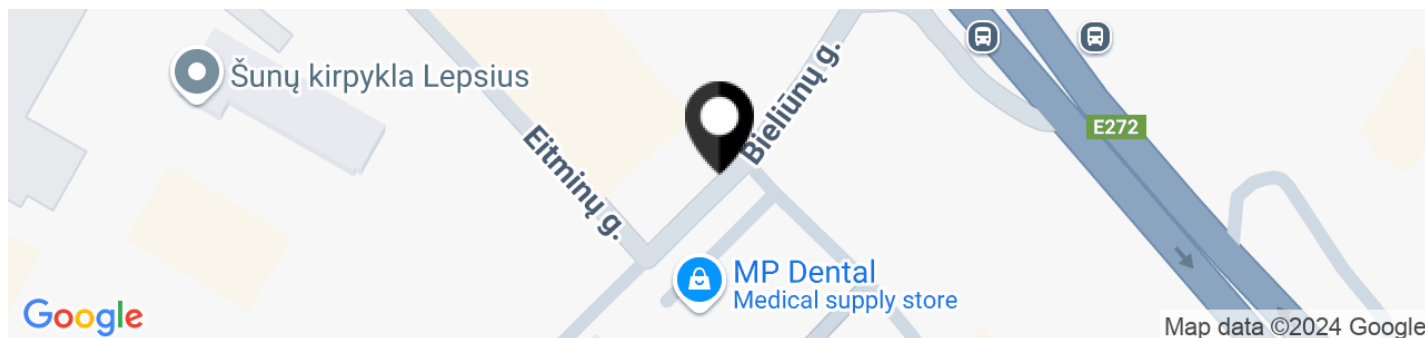 Šunų kirpykla Lepsius
Eitminų g.
Bieliūnų g.
E272
MP Dental
Medical supply store
Google
Map data ©2024 Google